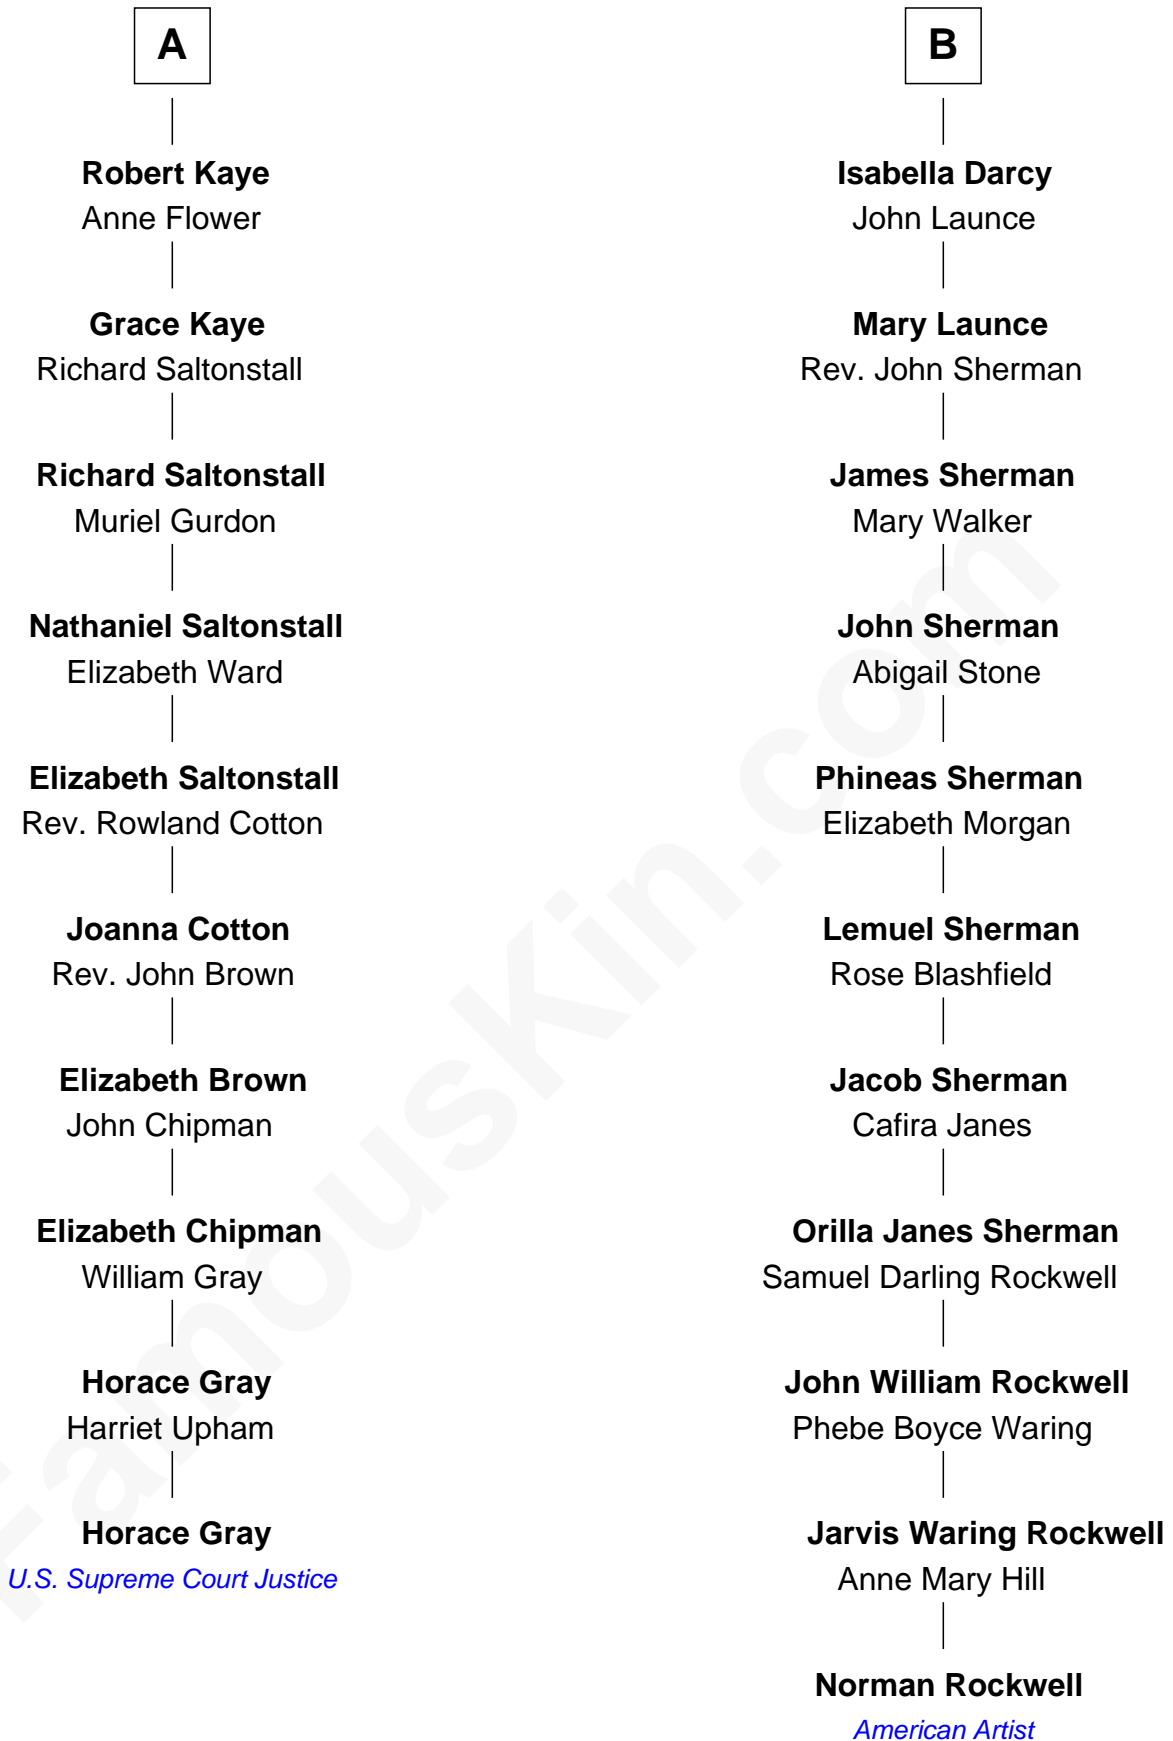 A
Robert Kaye
Anne Flower
Grace Kaye
Richard Saltonstall
Richard Saltonstall
Muriel Gurdon
Nathaniel Saltonstall
Elizabeth Ward
Elizabeth Saltonstall
Rev. Rowland Cotton
Joanna Cotton
Rev. John Brown
Elizabeth Brown
John Chipman
Elizabeth Chipman
William Gray
Horace Gray
Harriet Upham
Horace Gray
U.S. Supreme Court Justice
B
Isabella Darcy
John Launce
Mary Launce
Rev. John Sherman
James Sherman
Mary Walker
John Sherman
Abigail Stone
Phineas Sherman
Elizabeth Morgan
Lemuel Sherman
Rose Blashfield
Jacob Sherman
Cafira Janes
Orilla Janes Sherman
Samuel Darling Rockwell
John William Rockwell
Phebe Boyce Waring
Jarvis Waring Rockwell
Anne Mary Hill
Norman Rockwell
American Artist
FamousKin.com